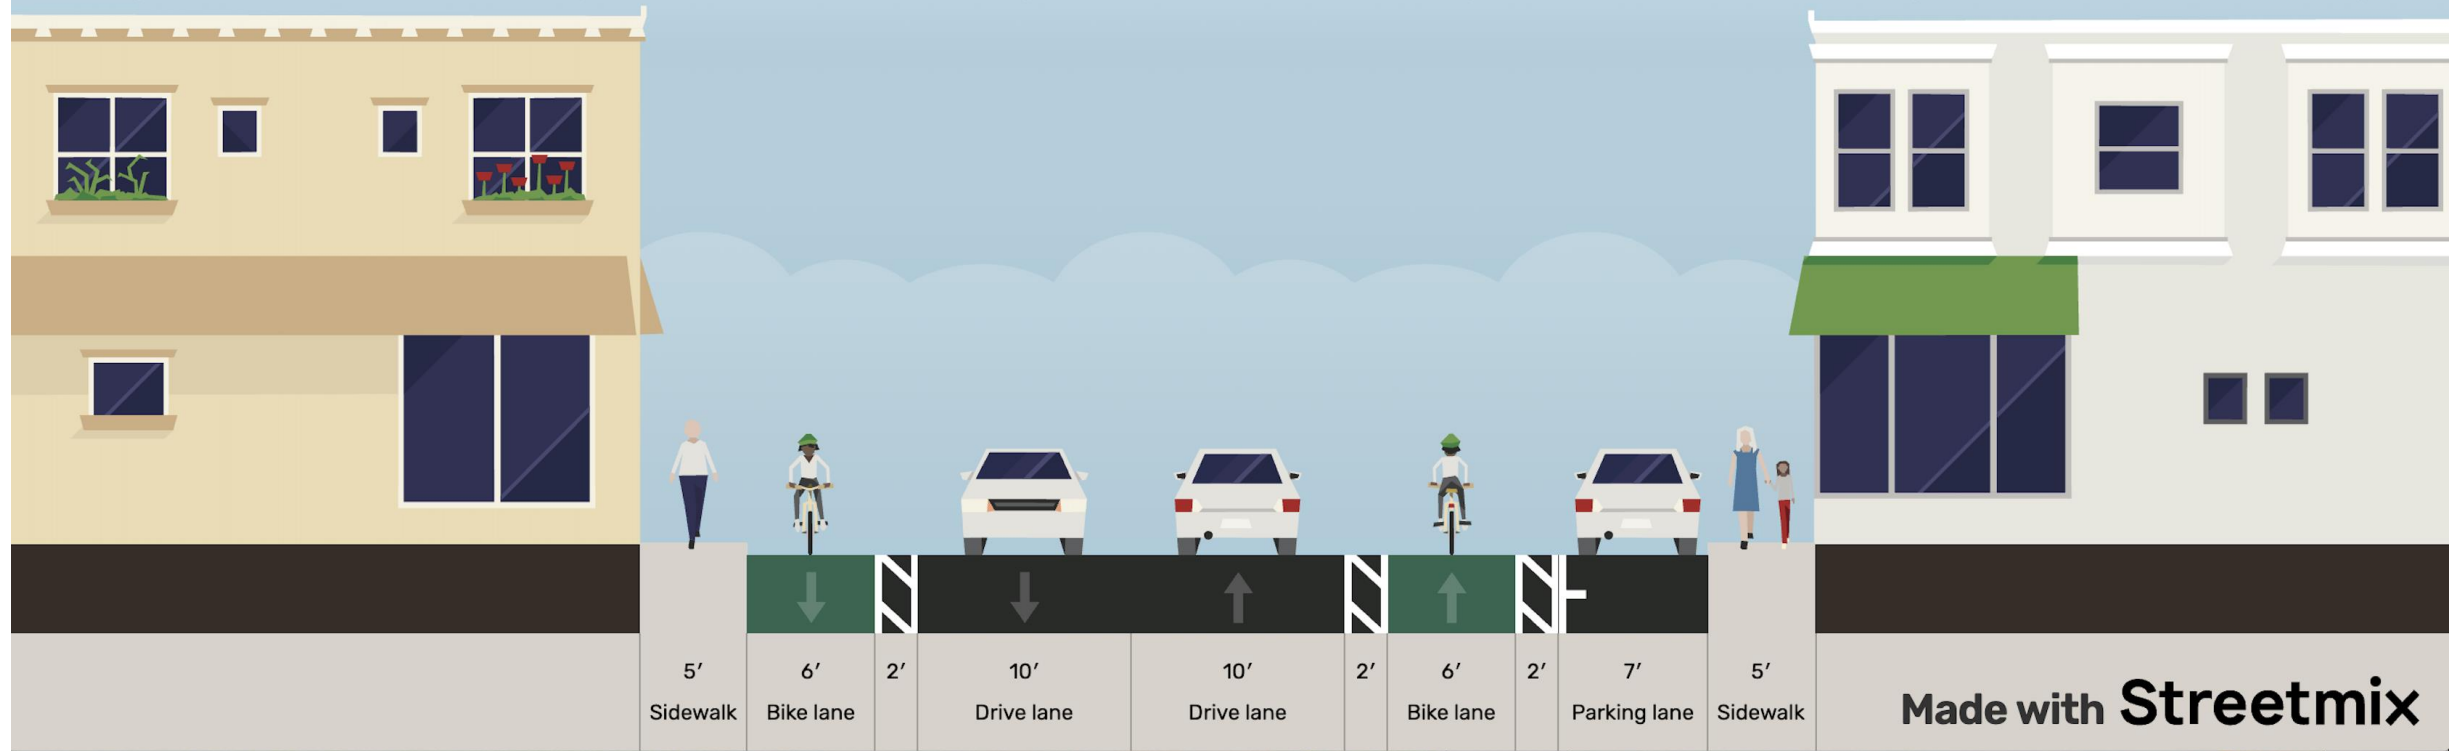 5′ 6′ 2′ 10′ 10′ 2′ 6′ 2′ 7′ 5′
Sidewalk Bike lane Drive lane Drive lane Bike lane Parking lane Sidewalk
Made with Streetmix